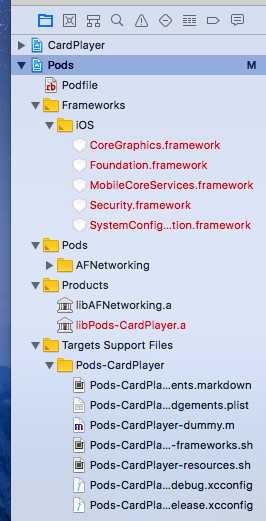 CardPlayer
Pods M
rb Podfile
Frameworks
iOS
CoreGraphics.framework
Foundation.framework
MobileCoreServices.framework
Security.framework
SystemConfig...tion.framework
Pods
AFNetworking
Products
libAFNetworking.a
libPods-CardPlayer.a
Targets Support Files
Pods-CardPlayer
Pods-CardPla...ents.markdown
Pods-CardPla...dgements.plist
m Pods-CardPlayer-dummy.m
Pods-CardPla...-frameworks.sh
Pods-CardPlayer-resources.sh
Pods-CardPla...debug.xcconfig
Pods-CardPla...elease.xcconfig